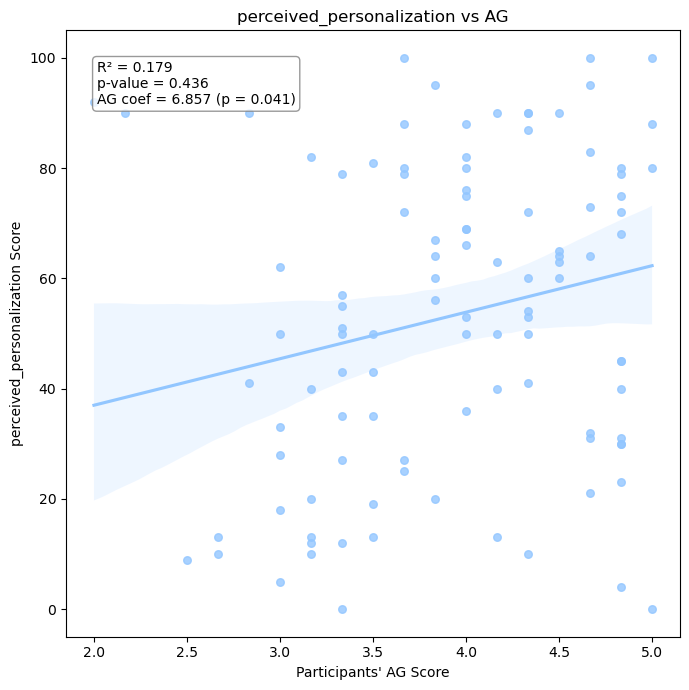 perceived_personalization vs AG
R² = 0.179
p-value = 0.436
AG coef = 6.857 (p = 0.041)
100
80
60
40
20
0
perceived_personalization Score
2.0 2.5 3.0 3.5 4.0 4.5 5.0
Participants' AG Score